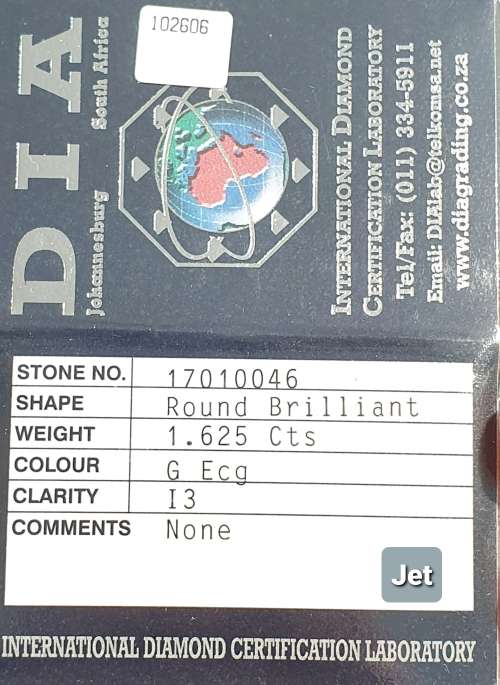 102606
DIA
Johannesburg South Africa
INTERNATIONAL DIAMOND
CERTIFICATION LABORATORY
Tel/Fax: (011) 334-5911
Email: DIAlab@telkomsa.net
www.diagrading.co.za
STONE NO. 17010046
SHAPE Round Brilliant
WEIGHT 1.625 Cts
COLOUR G Ecg
CLARITY I3
COMMENTS None
Jet
INTERNATIONAL DIAMOND CERTIFICATION LABORATORY